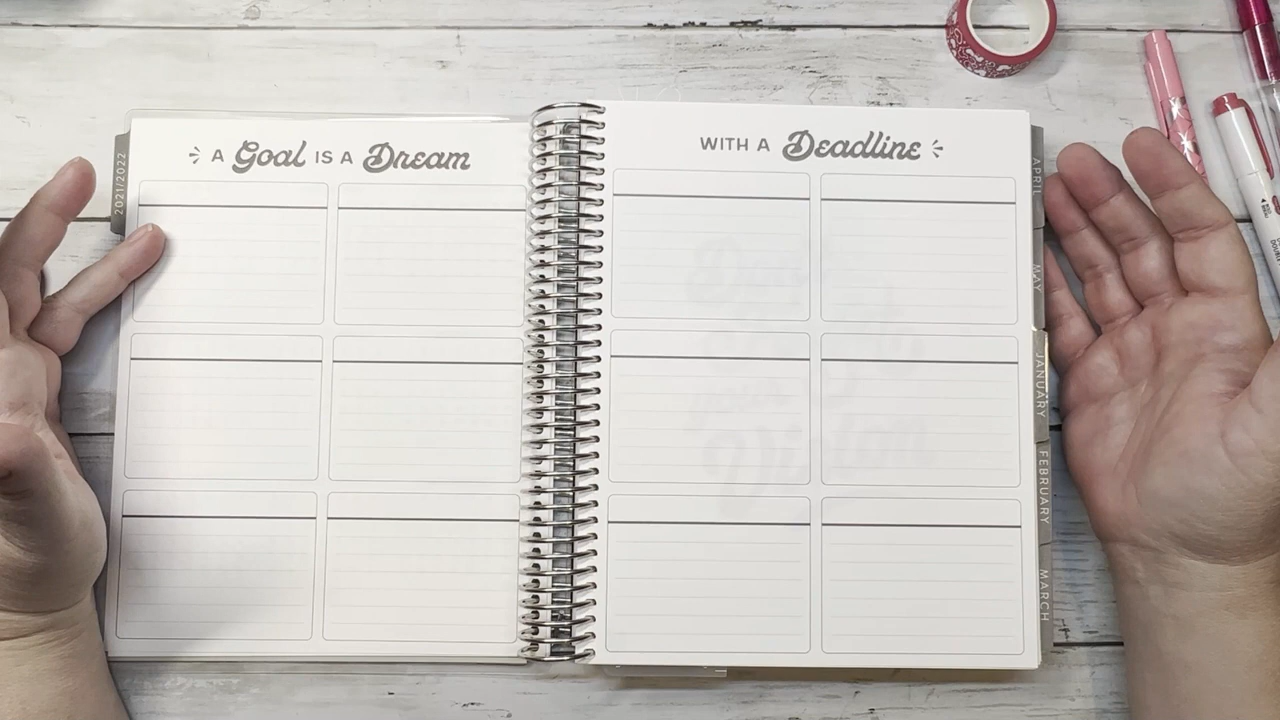 A Goal IS A Dream
WITH A Deadline
2021/2022
APRIL
MAY
JANUARY
FEBRUARY
MARCH